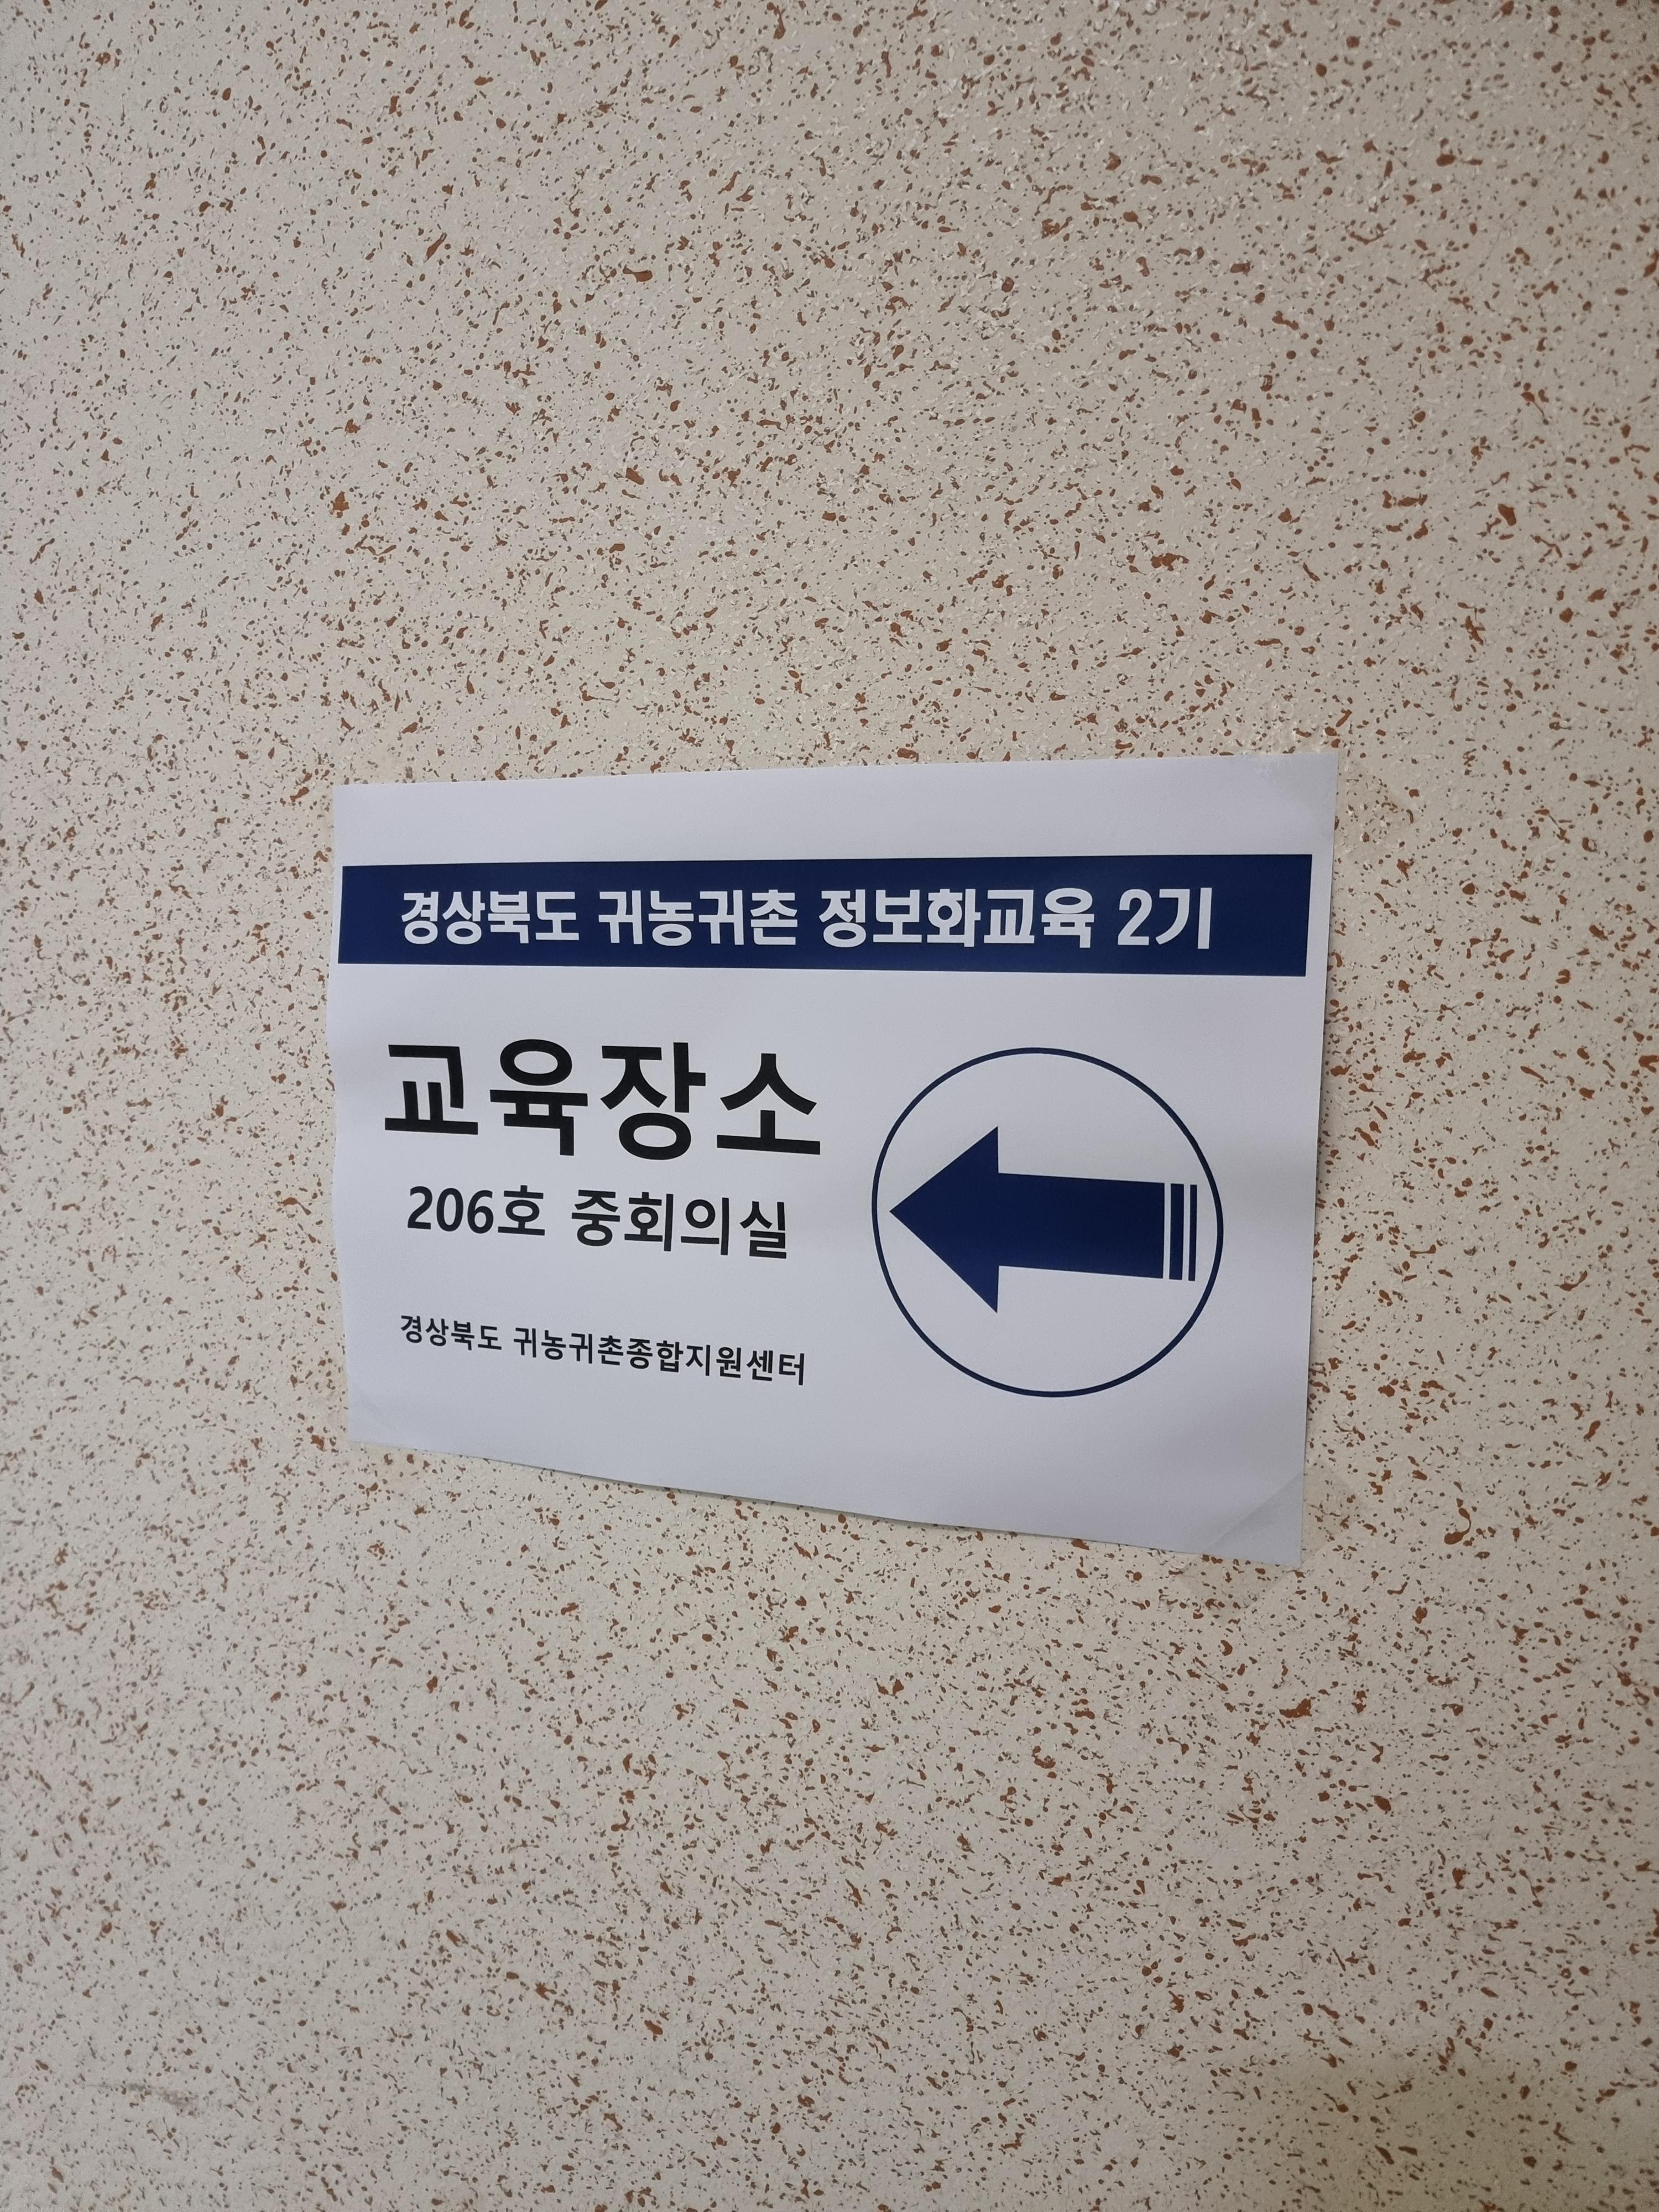 경상북도 귀농귀촌 정보화교육 2기
교육장소
206호 중회의실
경상북도 귀농귀촌종합지원센터